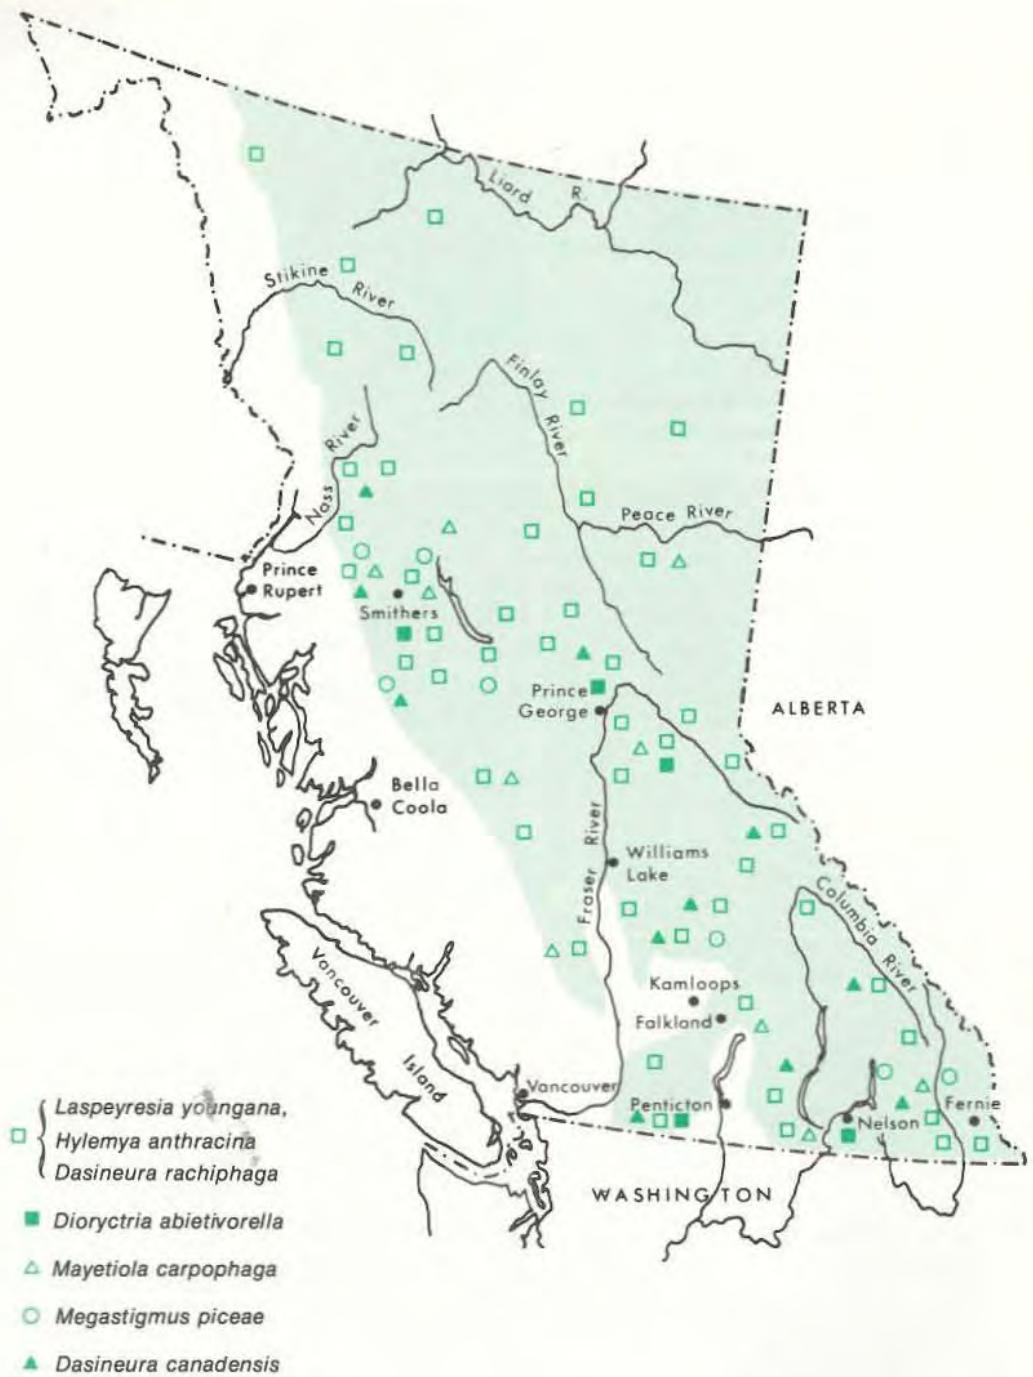 Liard R.
Stikine
River
Finlay
River
Nass River
Peace River
Prince
Rupert
Smithers
Prince
George
ALBERTA
Bella
Coola
Fraser River
Williams
Lake
Columbia
River
Vancouver
Island
Kamloops
Falkland
Vancouver
Penticton
Nelson
Fernie
WASHINGTON
Laspeyresia youngana,
Hylemya anthracina
Dasineura rachiphaga
Dioryctria abietivorella
Mayetiola carpophaga
Megastigmus piceae
Dasineura canadensis